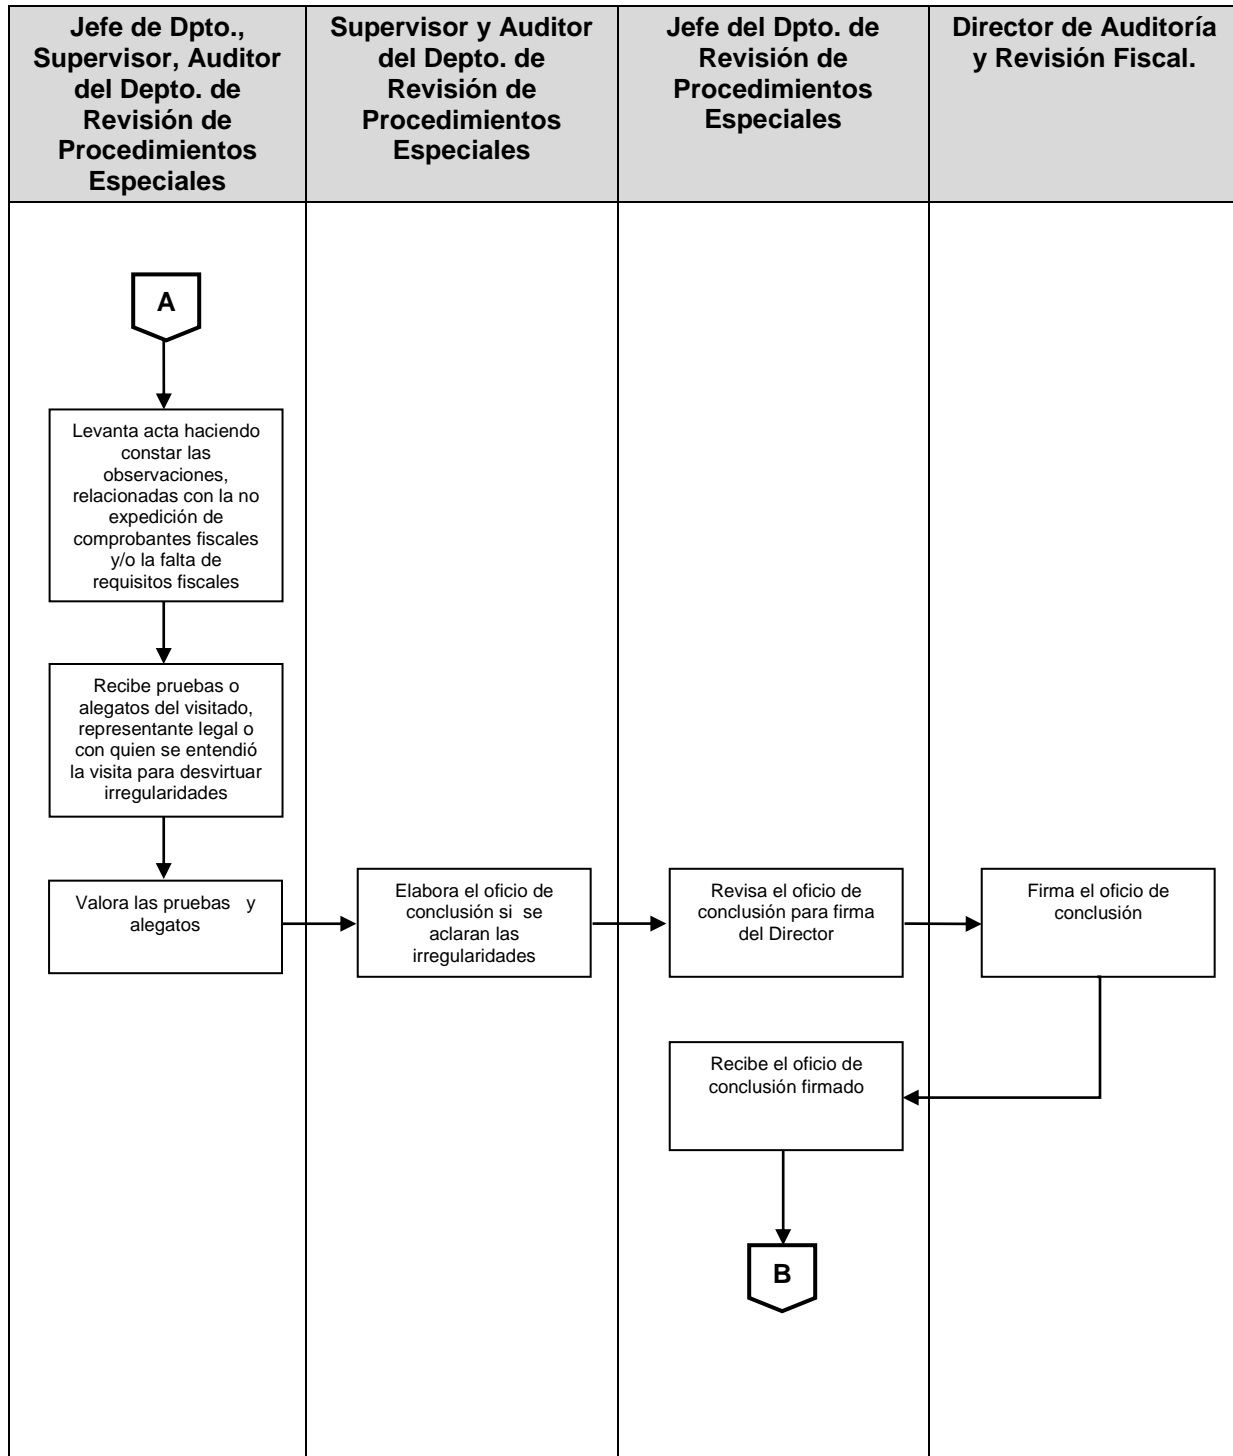 Jefe de Dpto.,
Supervisor, Auditor
del Depto. de
Revisión de
Procedimientos
Especiales
Supervisor y Auditor
del Depto. de
Revisión de
Procedimientos
Especiales
Jefe del Dpto. de
Revisión de
Procedimientos
Especiales
Director de Auditoría
y Revisión Fiscal.
A
Levanta acta haciendo
constar las
observaciones,
relacionadas con la no
expedición de
comprobantes fiscales
y/o la falta de
requisitos fiscales
Recibe pruebas o
alegatos del visitado,
representante legal o
con quien se entendió
la visita para desvirtuar
irregularidades
Valora las pruebas y
alegatos
Elabora el oficio de
conclusión si se
aclaran las
irregularidades
Revisa el oficio de
conclusión para firma
del Director
Firma el oficio de
conclusión
Recibe el oficio de
conclusión firmado
B